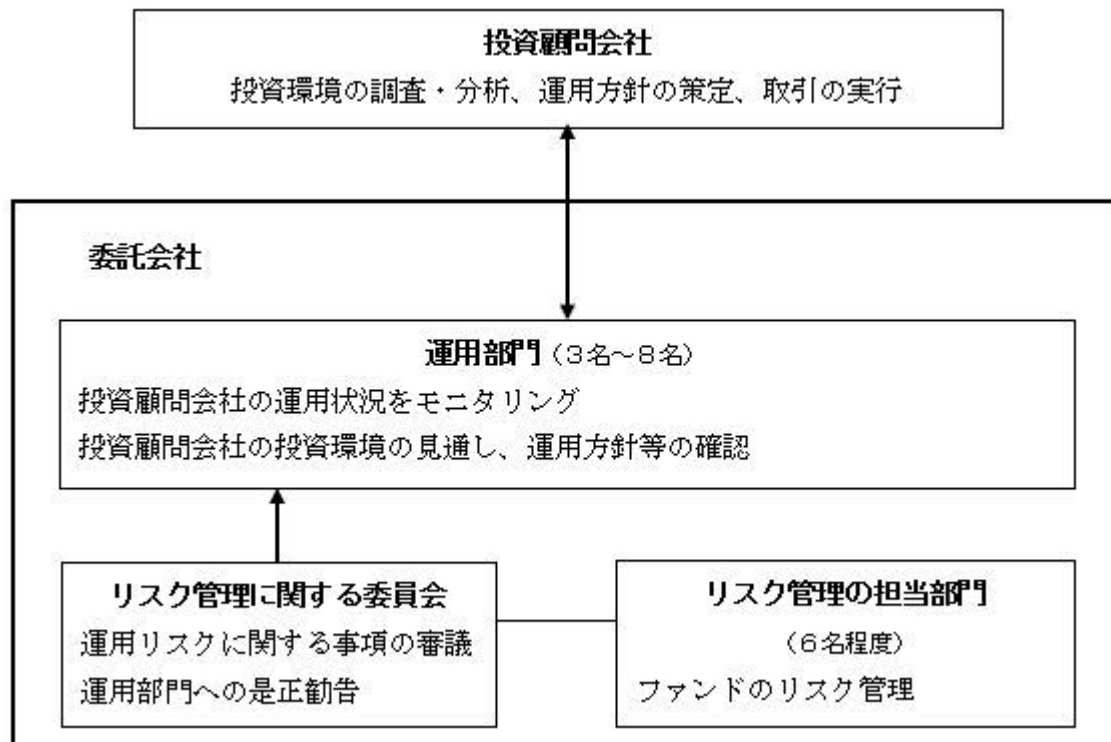 投資顧問会社
投資環境の調査・分析、運用方針の策定、取引の実行
委託会社
運用部門（３名～８名）
投資顧問会社の運用状況をモニタリング
投資顧問会社の投資環境の見通し、運用方針等の確認
リスク管理に関する委員会
運用リスクに関する事項の審議
運用部門への是正勧告
リスク管理の担当部門
（６名程度）
ファンドのリスク管理